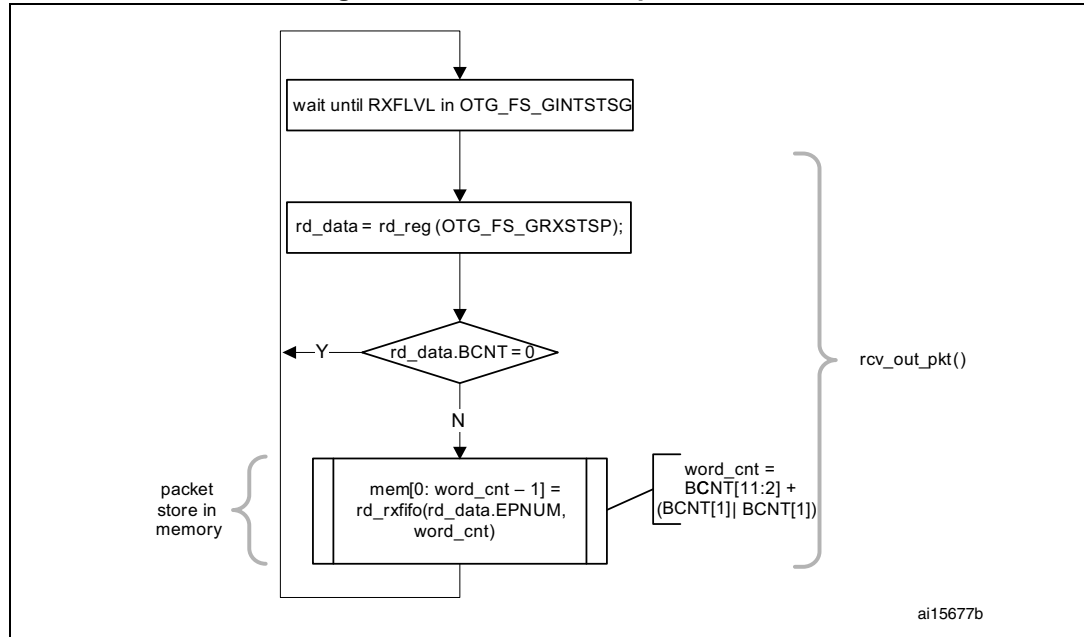 wait until RXFLVL in OTG_FS_GINTSTSG
rd_data = rd_reg (OTG_FS_GRXSTSP);
rd_data.BCNT = 0
Y
N
rcv_out_pkt()
packet
store in
memory
mem[0: word_cnt – 1] =
rd_rxfifo(rd_data.EPNUM,
word_cnt)
word_cnt =
BCNT[11:2] +
(BCNT[1]| BCNT[1])
ai15677b